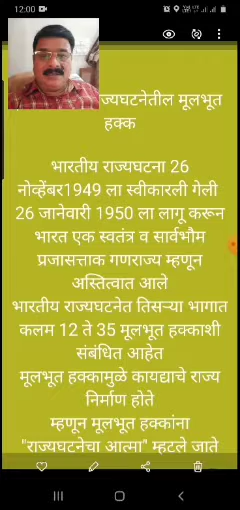 12:00
राज्यघटनेतील मूलभूत
हक्क
भारतीय राज्यघटना 26
नोव्हेंबर1949 ला स्वीकारली गेली
26 जानेवारी 1950 ला लागू करून
भारत एक स्वतंत्र व सार्वभौम
प्रजासत्ताक गणराज्य म्हणून
अस्तित्वात आले
भारतीय राज्यघटनेत तिसऱ्या भागात
कलम 12 ते 35 मूलभूत हक्काशी
संबंधित आहेत
मूलभूत हक्कामुळे कायद्याचे राज्य
निर्माण होते
म्हणून मूलभूत हक्कांना
"राज्यघटनेचा आत्मा" म्हटले जाते